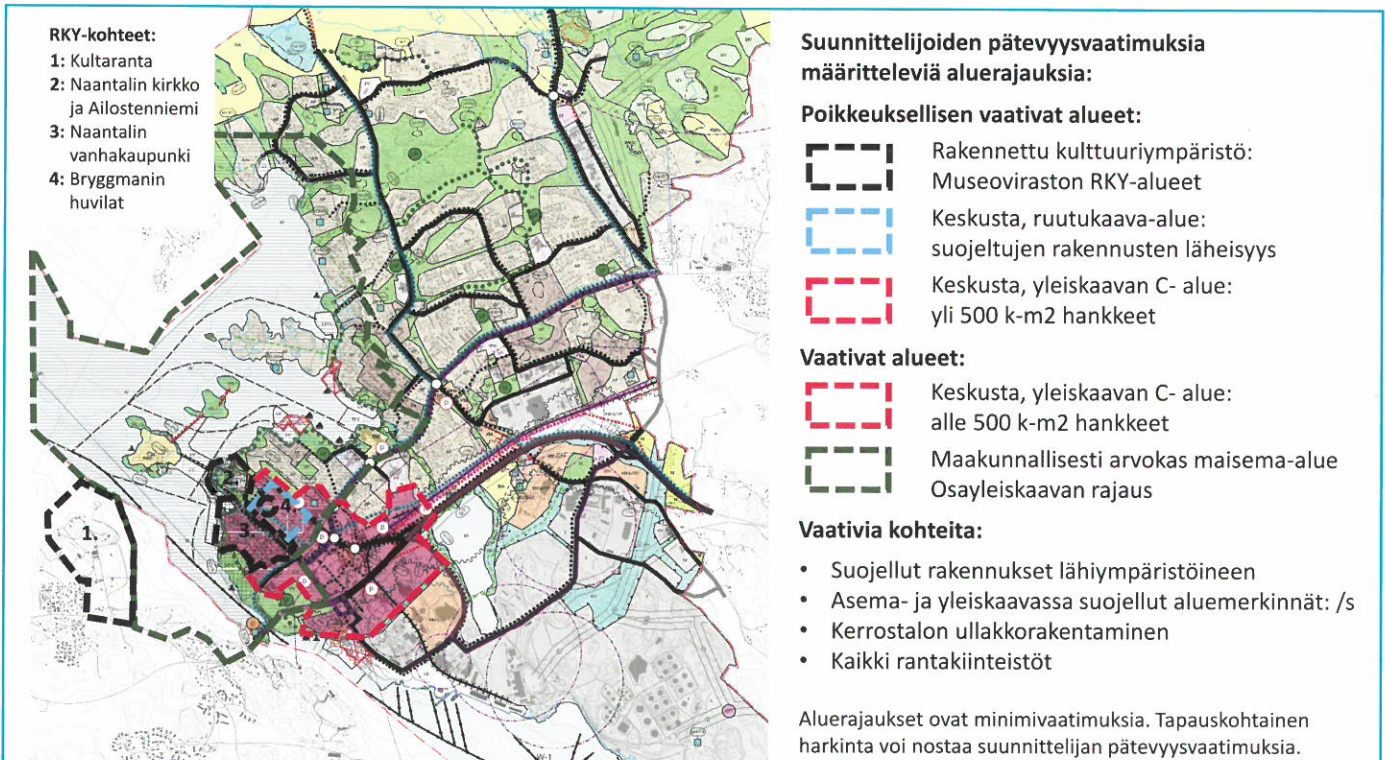 RKY-kohteet:
1: Kultaranta
2: Naantalin kirkko
ja Ailostenniemi
3: Naantalin
vanhakaupunki
4: Bryggmanin
huvilat
1.
3.
4.
Suunnittelijoiden pätevyysvaatimuksia
määritteleviä aluerajauksia:
Poikkeuksellisen vaativat alueet:
Rakennettu kulttuuriympäristö:
Museoviraston RKY-alueet
Keskusta, ruutukaava-alue:
suojeltujen rakennusten läheisyys
Keskusta, yleiskaavan C- alue:
yli 500 k-m2 hankkeet
Vaativat alueet:
Keskusta, yleiskaavan C- alue:
alle 500 k-m2 hankkeet
Maakunnallisesti arvokas maisema-alue
Osayleiskaavan rajaus
Vaativia kohteita:
• Suojellut rakennukset lähiympäristöineen
• Asema- ja yleiskaavassa suojellut aluemerkinnät: /s
• Kerrostalon ullakkorakentaminen
• Kaikki rantakiinteistöt
Aluerajaukset ovat minimivaatimuksia. Tapauskohtainen
harkinta voi nostaa suunnittelijan pätevyysvaatimuksia.